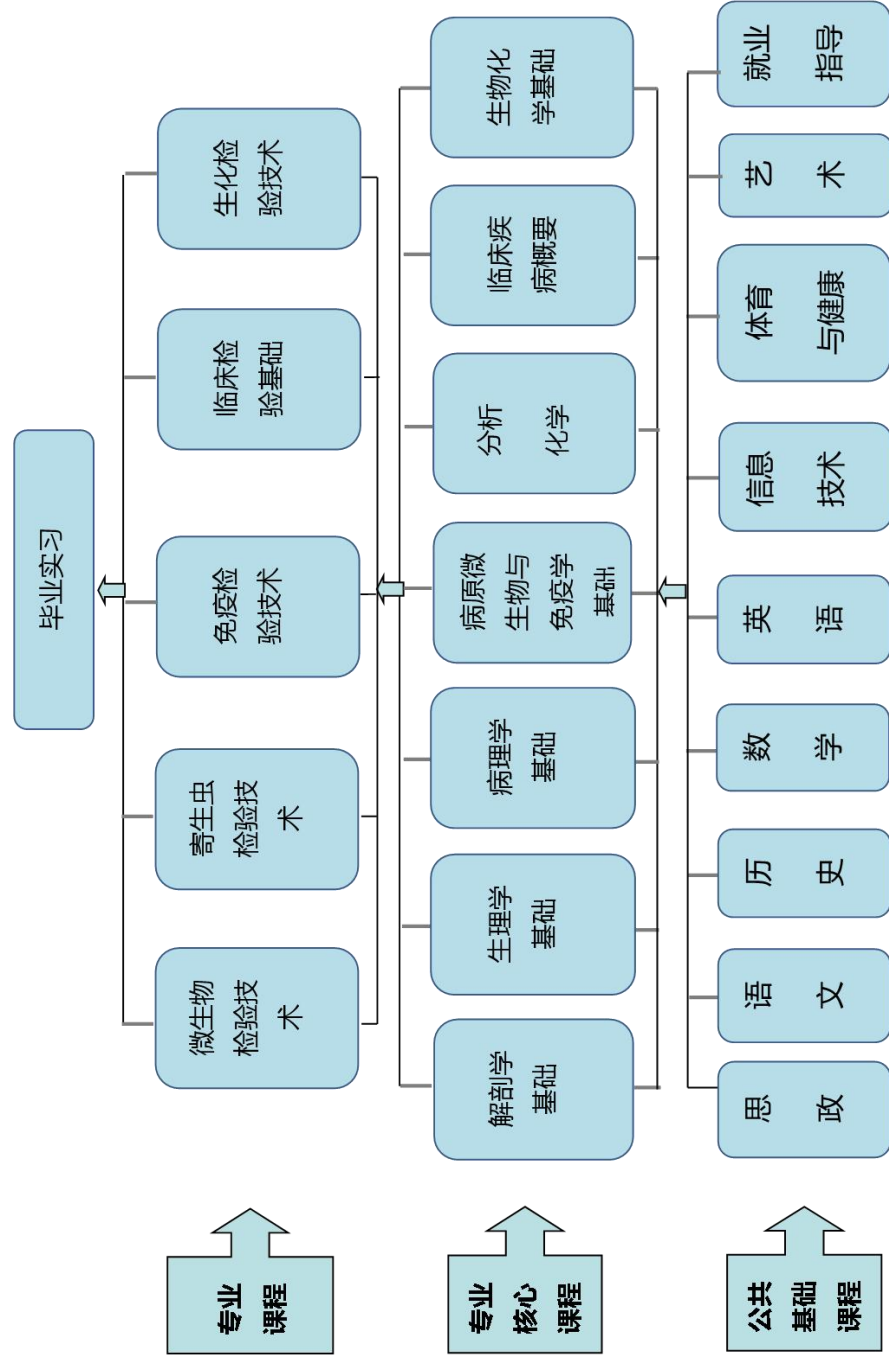 毕业实习
专业
课程
微生物
检验技
术
寄生虫
检验技
术
免疫检
验技术
临床检
验基础
生化检
验技术
专业
核心
课程
解剖学
基础
生理学
基础
病理学
基础
病原微
生物与
免疫学
基础
分析
化学
临床疾
病概要
生物化
学基础
公共
基础
课程
思
政
语
文
历
史
数
学
英
语
信息
技术
体育
与健康
艺
术
就业
指导